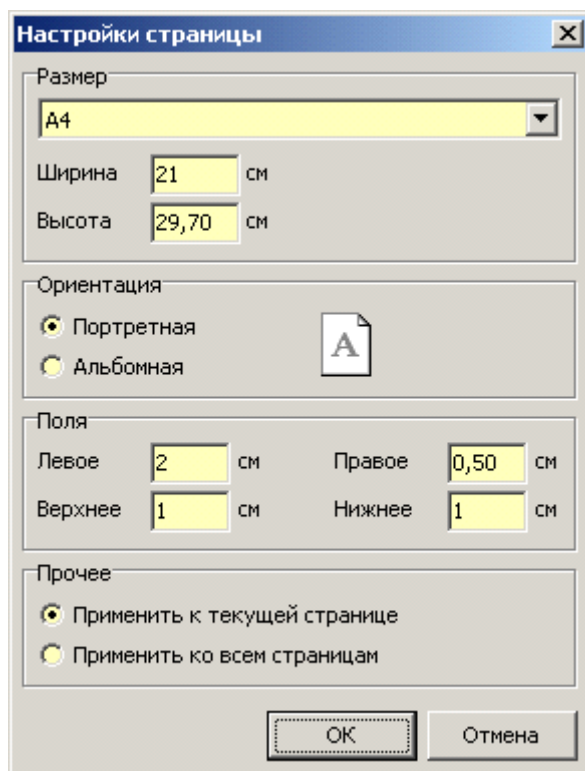 Настройки страницы
Размер
A4
Ширина 21 см
Высота 29,70 см
Ориентация
Портретная
Альбомная
A
Поля
Левое 2 см Правое 0,50 см
Верхнее 1 см Нижнее 1 см
Прочее
Применить к текущей странице
Применить ко всем страницам
OK Отмена